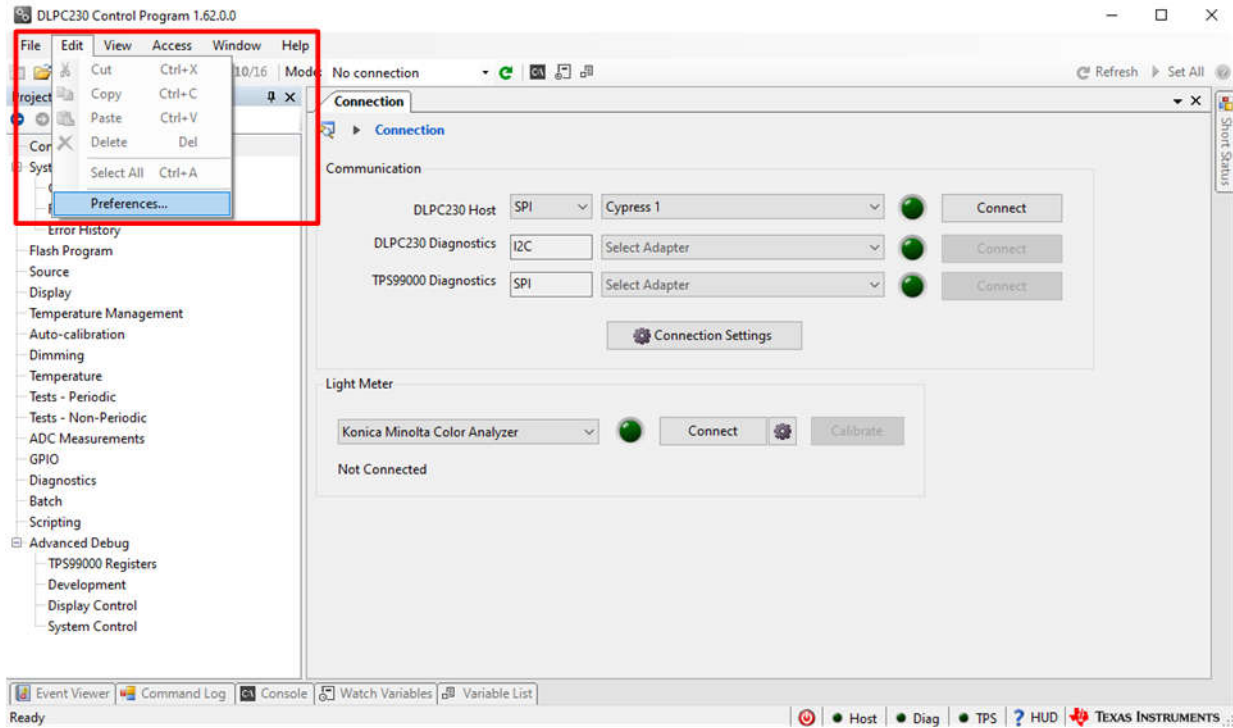 DLPC230 Control Program 1.62.0.0
File Edit View Access Window Help
10/16 Mode: No connection Refresh Set All
Cut Ctrl+X
Copy Ctrl+C
Paste Ctrl+V
Delete Del
Select All Ctrl+A
Preferences...
Project
Syst
Error History
Flash Program
Source
Display
Temperature Management
Auto-calibration
Dimming
Temperature
Tests - Periodic
Tests - Non-Periodic
ADC Measurements
GPIO
Diagnostics
Batch
Scripting
Advanced Debug
TPS99000 Registers
Development
Display Control
System Control
Connection
Connection
Communication
DLPC230 Host SPI Cypress 1 Connect
DLPC230 Diagnostics I2C Select Adapter Connect
TPS99000 Diagnostics SPI Select Adapter Connect
Connection Settings
Light Meter
Konica Minolta Color Analyzer Connect Calibrate
Not Connected
Short Status
Event Viewer Command Log Console Watch Variables Variable List
Ready Host Diag TPS ? HUD TEXAS INSTRUMENTS